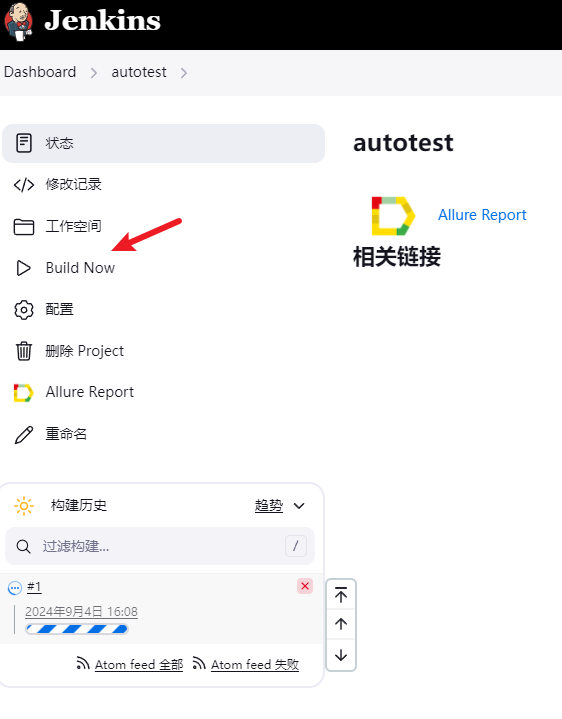 Jenkins
Dashboard
autotest
状态
修改记录
工作空间
Build Now
配置
删除 Project
Allure Report
重命名
autotest
Allure Report
相关链接
构建历史
趋势
过滤构建...
/
#1
2024年9月4日 16:08
Atom feed 全部
Atom feed 失败